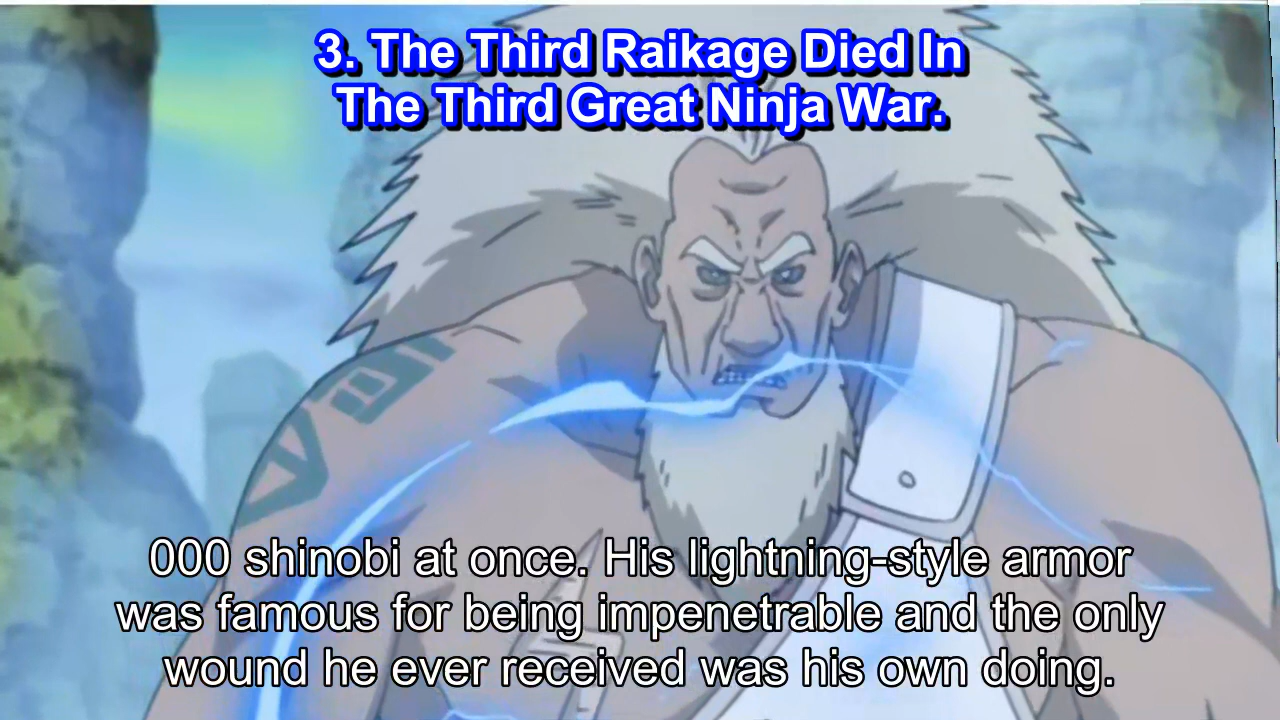 3. The Third Raikage Died In
The Third Great Ninja War.
000 shinobi at once. His lightning-style armor
was famous for being impenetrable and the only
wound he ever received was his own doing.